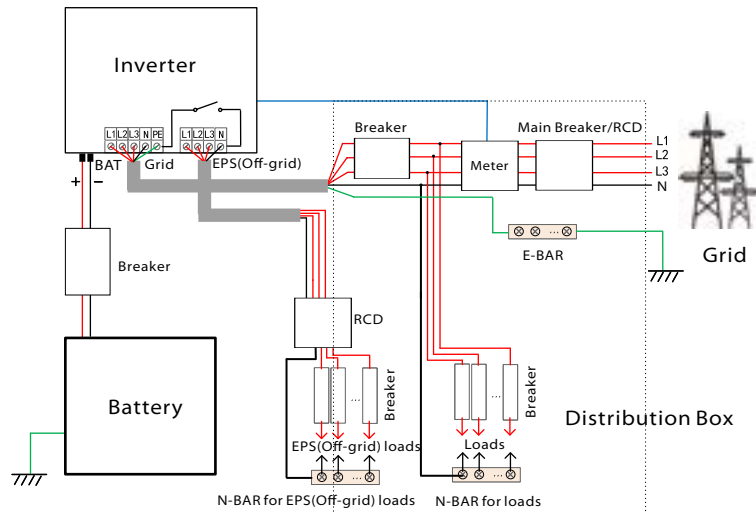 Inverter
L1 L2 L3 N PE
L1 L2 L3 N
BAT
Grid
EPS(Off-grid)
+
−
Breaker
Battery
Breaker
Meter
Main Breaker/RCD
L1
L2
L3
N
Grid
...
E-BAR
RCD
...
Breaker
EPS(Off-grid) loads
...
N-BAR for EPS(Off-grid) loads
...
Breaker
Loads
...
N-BAR for loads
Distribution Box